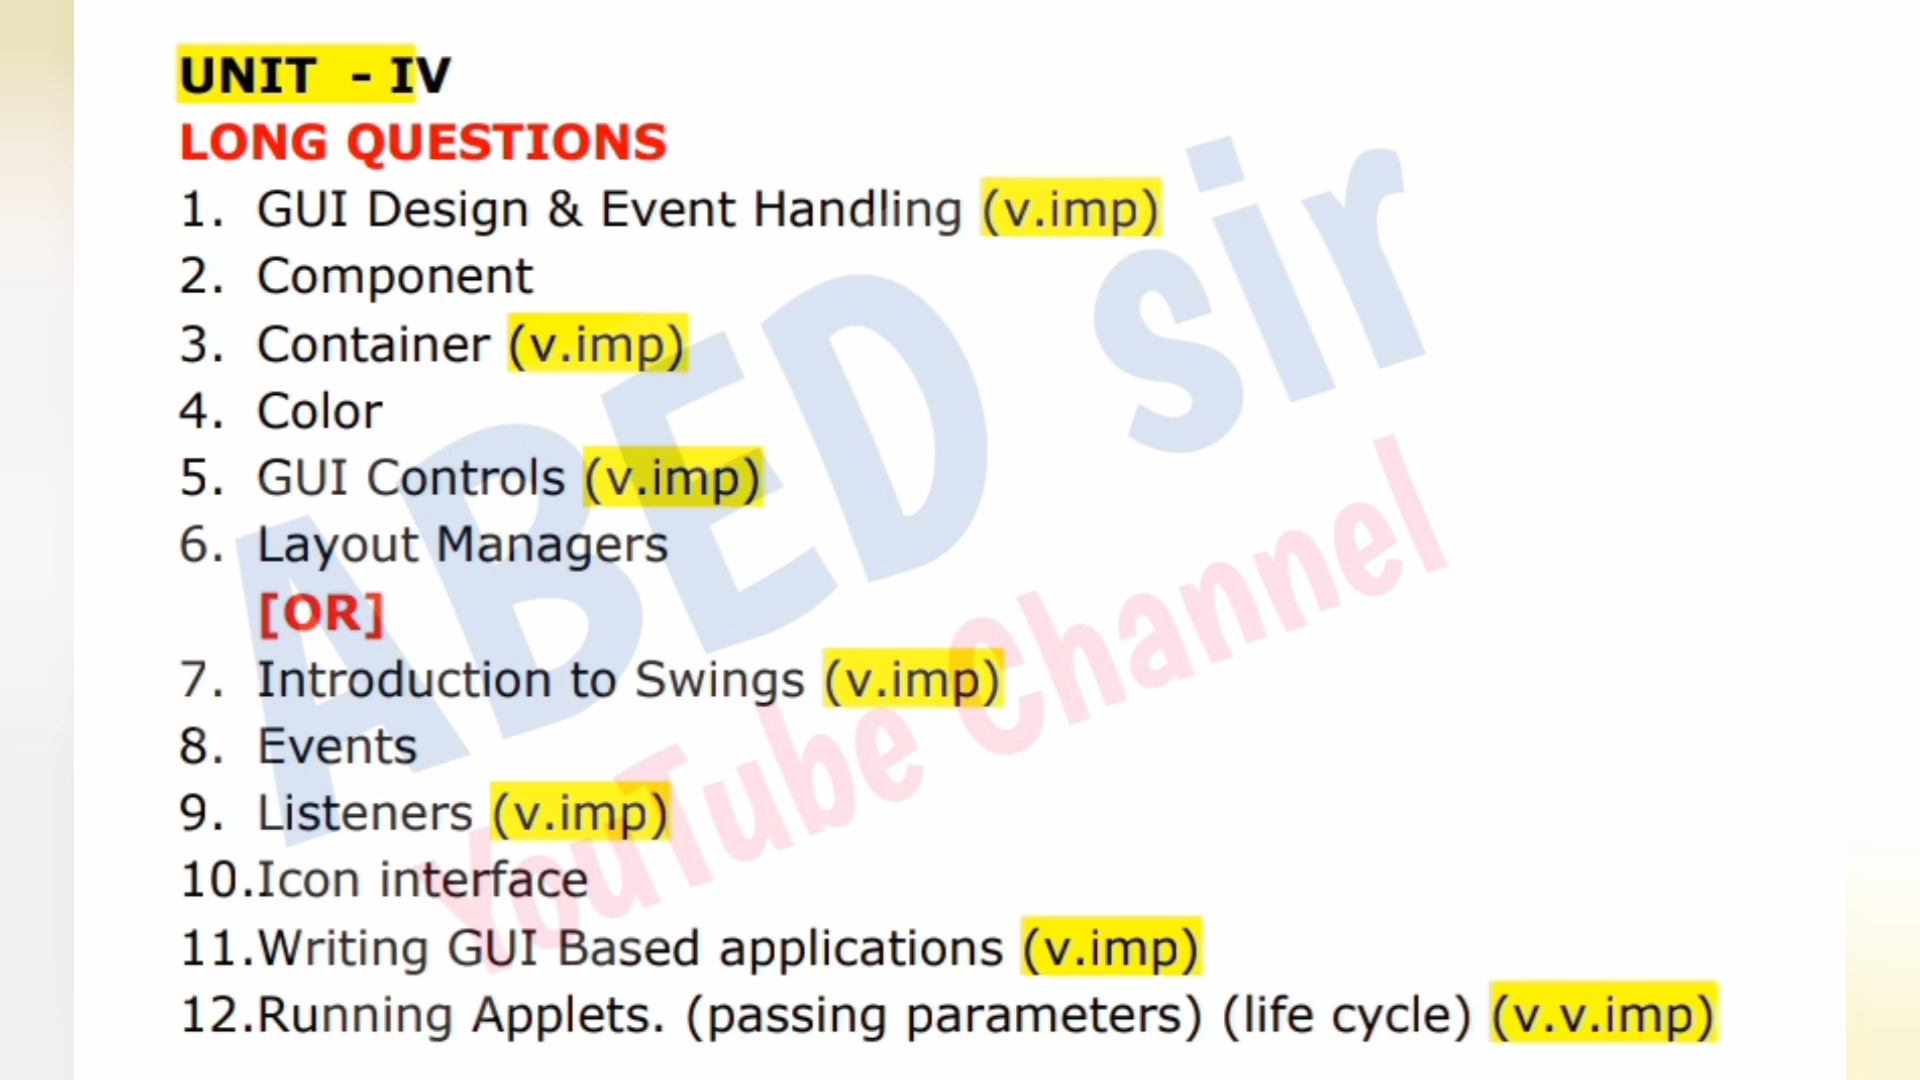 UNIT - IV
LONG QUESTIONS
1. GUI Design & Event Handling (v.imp)
2. Component
3. Container (v.imp)
4. Color
5. GUI Controls (v.imp)
6. Layout Managers
[OR]
7. Introduction to Swings (v.imp)
8. Events
9. Listeners (v.imp)
10.Icon interface
11.Writing GUI Based applications (v.imp)
12.Running Applets. (passing parameters) (life cycle) (v.v.imp)
ABED sir
YouTube Channel